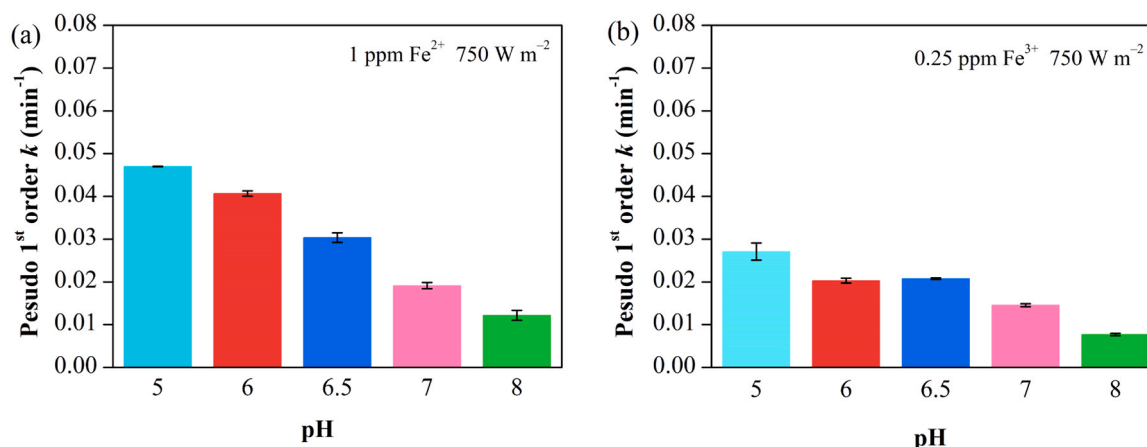 (a)
1 ppm Fe²⁺ 750 W m⁻²
Pesudo 1ˢᵗ order k (min⁻¹)
0.08
0.07
0.06
0.05
0.04
0.03
0.02
0.01
0.00
5 6 6.5 7 8
pH
(b)
0.25 ppm Fe³⁺ 750 W m⁻²
Pesudo 1ˢᵗ order k (min⁻¹)
0.08
0.07
0.06
0.05
0.04
0.03
0.02
0.01
0.00
5 6 6.5 7 8
pH